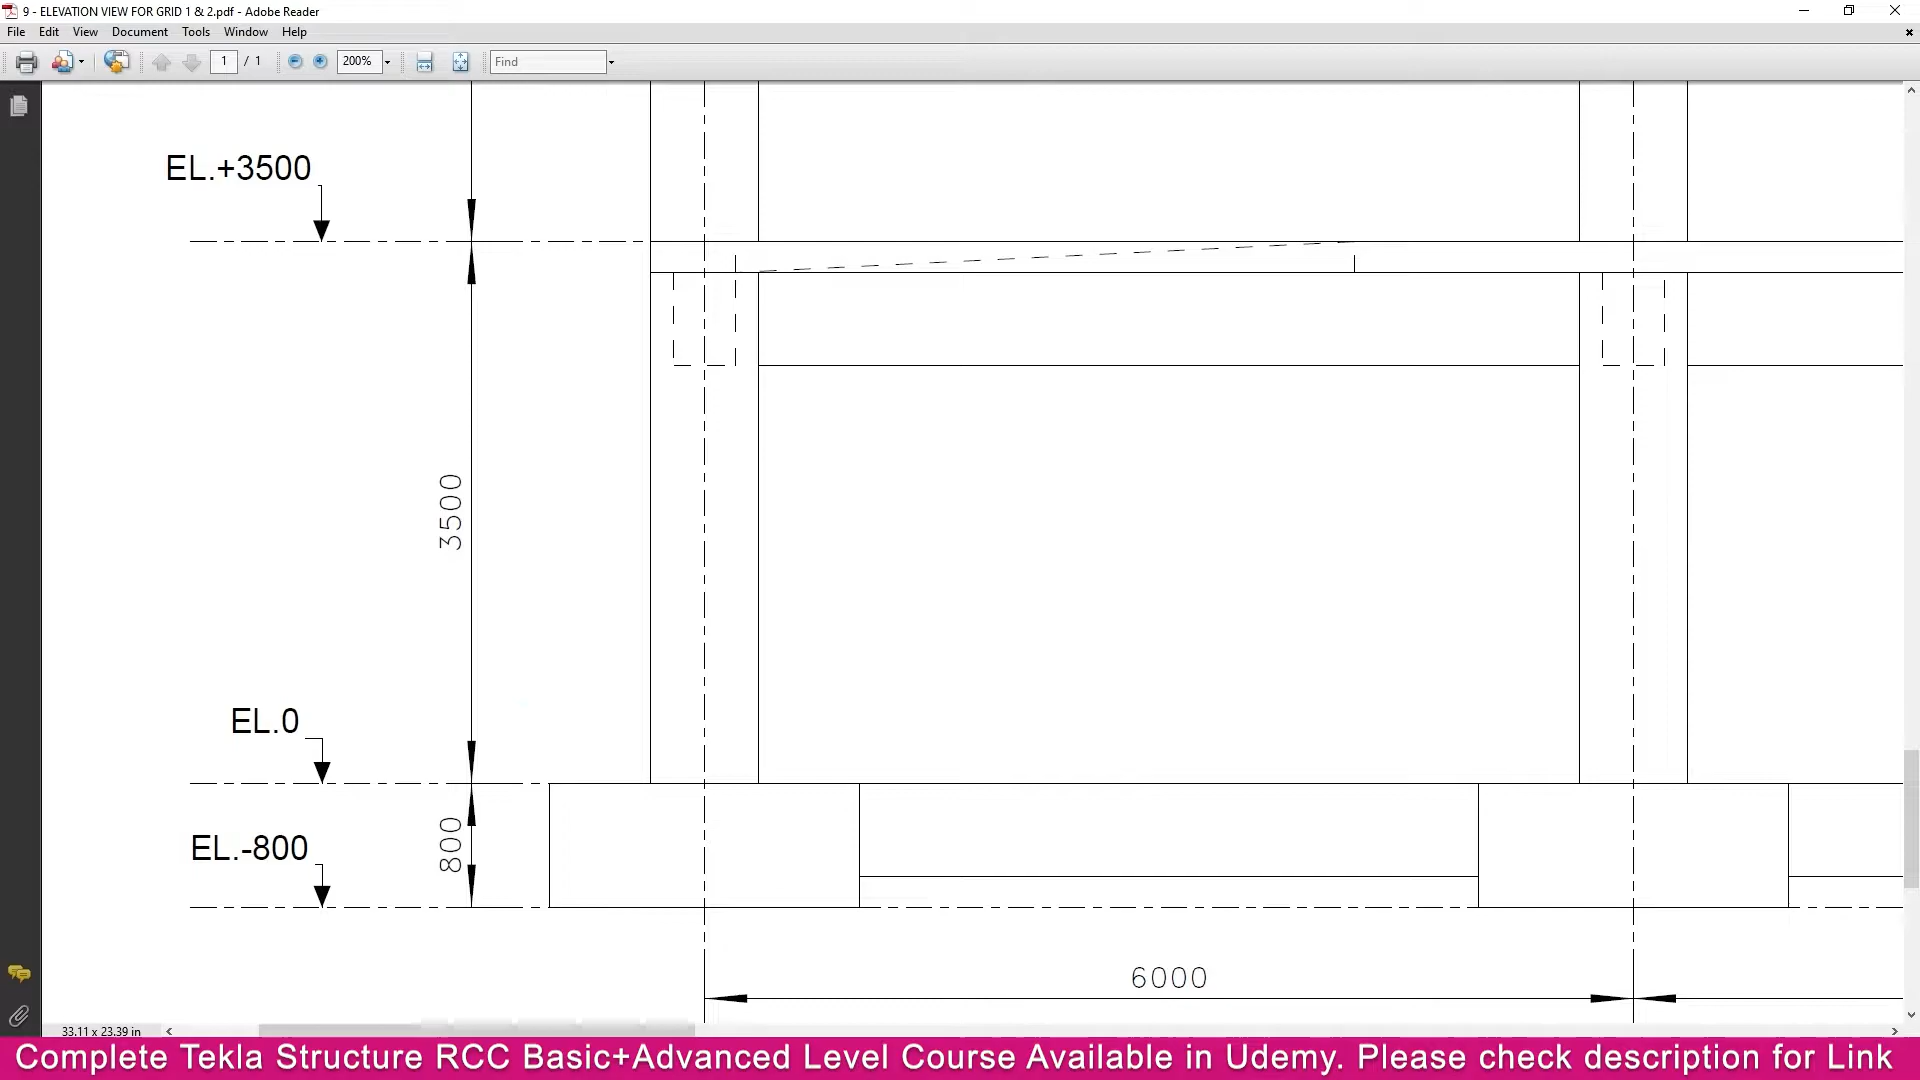 9 - ELEVATION VIEW FOR GRID 1 & 2.pdf - Adobe Reader
File Edit View Document Tools Window Help
1 / 1 200% Find
EL.+3500
3500
EL.0
EL.-800
800
6000
33.11 x 23.39 in
Complete Tekla Structure RCC Basic+Advanced Level Course Available in Udemy. Please check description for Link